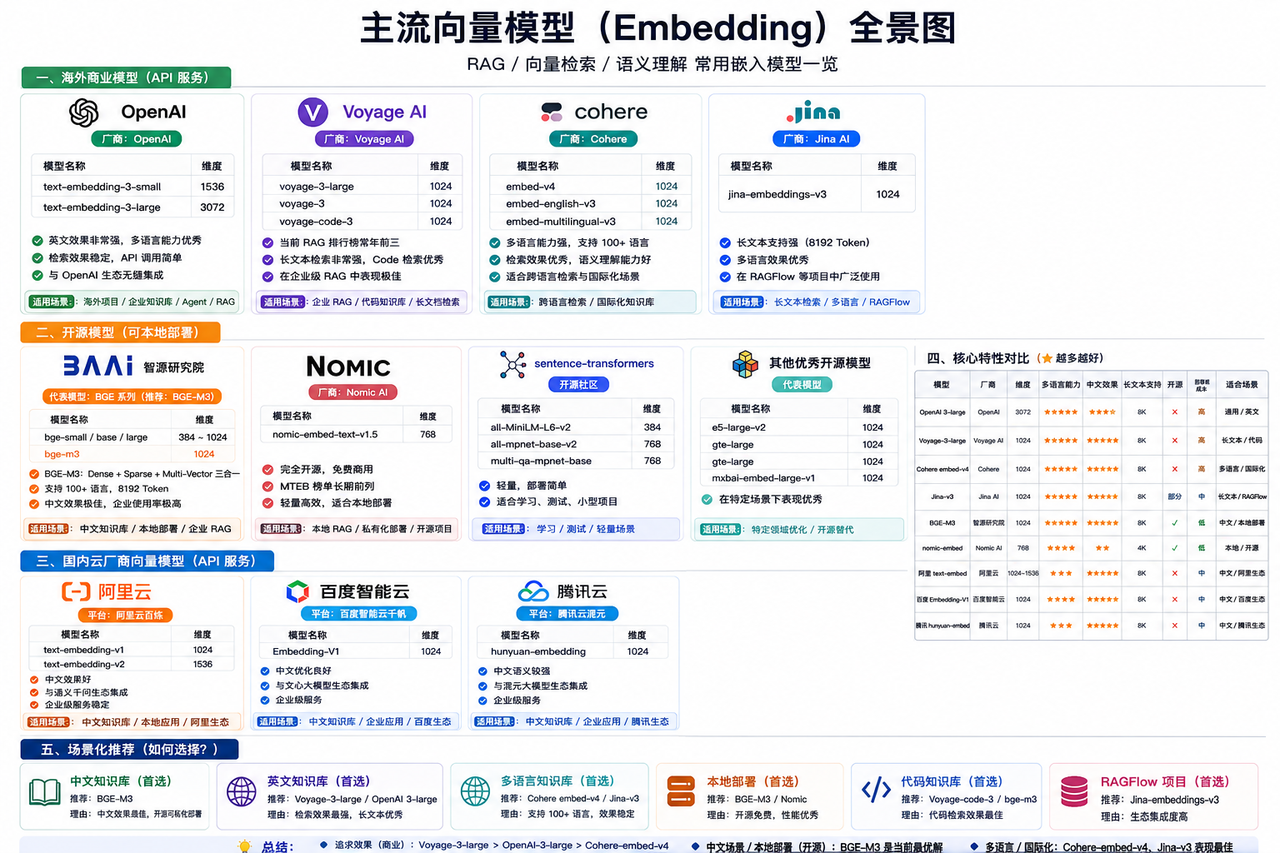 主流向量模型（Embedding）全景图
RAG / 向量检索 / 语义理解 常用嵌入模型一览
一、海外商业模型（API 服务）
OpenAI
厂商：OpenAI
模型名称 维度
text-embedding-3-small 1536
text-embedding-3-large 3072
英文效果非常强，多语言能力优秀
检索效果稳定，API 调用简单
与 OpenAI 生态无缝集成
适用场景：海外项目 / 企业知识库 / Agent / RAG
Voyage AI
厂商：Voyage AI
模型名称 维度
voyage-3-large 1024
voyage-3 1024
voyage-code-3 1024
当前 RAG 排行榜常年前三
长文本检索非常强，Code 检索优秀
在企业级 RAG 中表现极佳
适用场景：企业 RAG / 代码知识库 / 长文档检索
cohere
厂商：Cohere
模型名称 维度
embed-v4 1024
embed-english-v3 1024
embed-multilingual-v3 1024
多语言能力强，支持 100+ 语言
检索效果优秀，语义理解能力好
适合跨语言检索与国际化场景
适用场景：跨语言检索 / 国际化知识库
Jina
厂商：Jina AI
模型名称 维度
jina-embeddings-v3 1024
长文本支持强（8192 Token）
多语言效果优秀
在 RAGFlow 等项目中广泛使用
适用场景：长文本检索 / 多语言 / RAGFlow
二、开源模型（可本地部署）
BAAI 智源研究院
代表模型：BGE 系列（推荐：BGE-M3）
模型名称 维度
bge-small / base / large 384 ~ 1024
bge-m3 1024
BGE-M3：Dense + Sparse + Multi-Vector 三合一
支持 100+ 语言，8192 Token
中文效果极佳，企业使用率极高
适用场景：中文知识库 / 本地部署 / 企业 RAG
NOMIC
厂商：Nomic AI
模型名称 维度
nomic-embed-text-v1.5 768
完全开源，免费商用
MTEB 榜单长期前列
轻量高效，适合本地部署
适用场景：本地 RAG / 私有化部署 / 开源项目
sentence-transformers
开源社区
模型名称 维度
all-MiniLM-L6-v2 384
all-mpnet-base-v2 768
multi-qa-mpnet-base 768
轻量，部署简单
适合学习、测试、小型项目
适用场景：学习 / 测试 / 轻量场景
其他优秀开源模型
代表模型
模型名称 维度
e5-large-v2 1024
gte-large 1024
gte-large 1024
mxbai-embed-large-v1 1024
在特定场景下表现优秀
适用场景：特定领域优化 / 开源替代
四、核心特性对比（⭐ 越多越好）
模型 厂商 维度 多语言能力 中文效果 长文本支持 开源 成本 适合场景
OpenAI 3-large OpenAI 3072 ★★★★★ ★★★⯪ 8K ✕ 高 通用 / 英文
Voyage-3-large Voyage AI 1024 ★★★★★ ★★★★★ 8K ✕ 高 长文本 / 代码
Cohere embed-v4 Cohere 1024 ★★★★★ ★★★★★ 8K ✕ 高 多语言 / 国际化
Jina-v3 Jina AI 1024 ★★★★★ ★★★★★ 8K 部分 中 长文本 / RAGFlow
BGE-M3 智源研究院 1024 ★★★★★ ★★★★★ 8K ✓ 低 中文 / 本地部署
nomic-embed Nomic AI 768 ★★★★ ★★ 4K ✓ 低 本地 / 开源
阿里 text-embed 阿里云 1024-1536 ★★★ ★★★★★ 8K ✕ 中 中文 / 阿里生态
百度 Embedding-V1 百度智能云 1024 ★★★★ ★★★★★ 8K ✕ 中 中文 / 百度生态
腾讯 hunyuan-embed 腾讯云 1024 ★★★ ★★★★★ 8K ✕ 中 中文 / 腾讯生态
三、国内云厂商向量模型（API 服务）
阿里云
平台：阿里云百炼
模型名称 维度
text-embedding-v1 1024
text-embedding-v2 1536
中文效果好
与通义千问生态集成
企业级服务稳定
适用场景：中文知识库 / 本地应用 / 阿里生态
百度智能云
平台：百度智能云千帆
模型名称 维度
Embedding-V1 1024
中文优化良好
与文心大模型生态集成
企业级服务
适用场景：中文知识库 / 企业应用 / 百度生态
腾讯云
平台：腾讯云混元
模型名称 维度
hunyuan-embedding 1024
中文语义较强
与混元大模型生态集成
企业级服务
适用场景：中文知识库 / 企业应用 / 腾讯生态
五、场景化推荐（如何选择？）
中文知识库（首选）
推荐：BGE-M3
理由：中文效果最佳，开源可私化部署
英文知识库（首选）
推荐：Voyage-3-large / OpenAI 3-large
理由：检索效果最强，长文本优秀
多语言知识库（首选）
推荐：Cohere embed-v4 / Jina-v3
理由：支持 100+ 语言，效果稳定
本地部署（首选）
推荐：BGE-M3 / Nomic
理由：开源免费，性能优秀
代码知识库（首选）
推荐：Voyage-code-3 / bge-m3
理由：代码检索效果最佳
RAGFlow 项目（首选）
推荐：Jina-embeddings-v3
理由：生态集成度高
总结：
◆ 追求效果（商业）：Voyage-3-large > OpenAI-3-large > Cohere-embed-v4
◆ 中文场景 / 本地部署（开源）：BGE-M3 是当前最优解
◆ 多语言 / 国际化：Cohere-embed-v4、Jina-v3 表现最佳